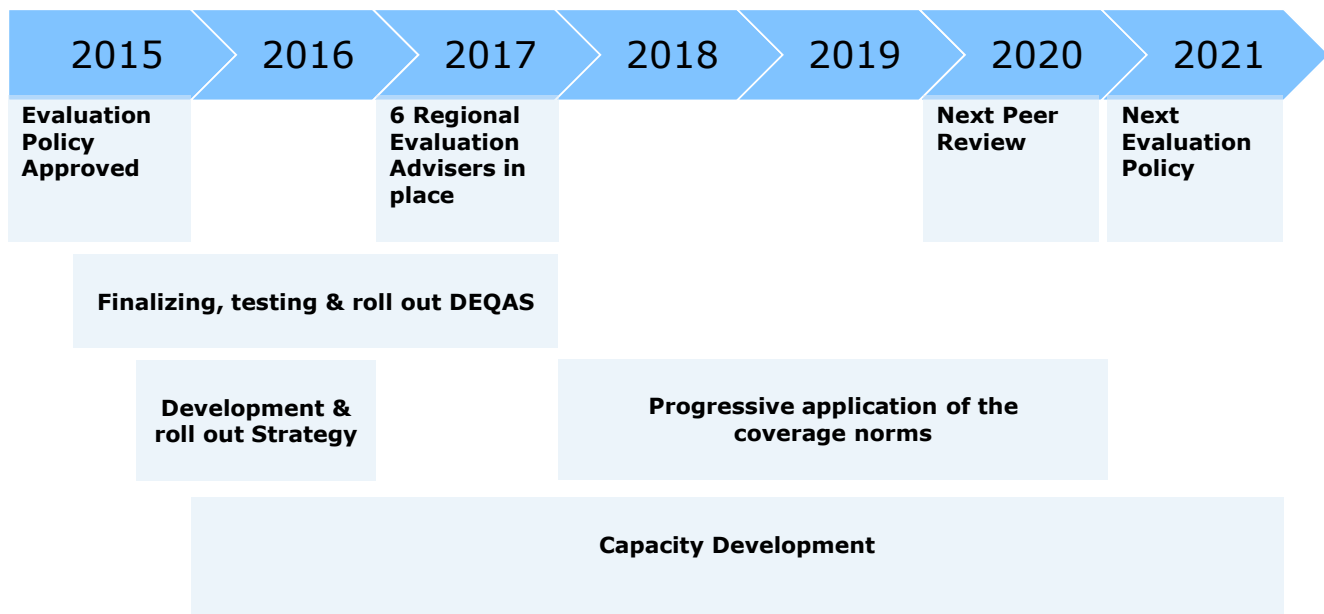 2015 2016 2017 2018 2019 2020 2021
Evaluation
Policy
Approved
6 Regional
Evaluation
Advisers in
place
Next Peer
Review
Next
Evaluation
Policy
Finalizing, testing & roll out DEQAS
Development &
roll out Strategy
Progressive application of the
coverage norms
Capacity Development